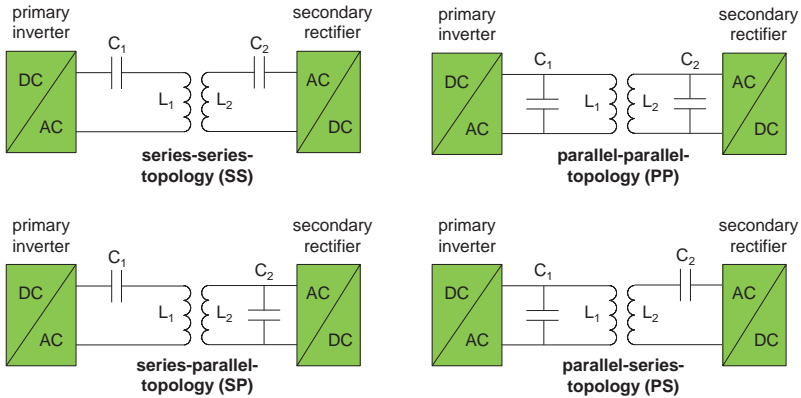 primary
inverter
C1
C2
secondary
rectifier
DC
AC
L1
L2
AC
DC
series-series-
topology (SS)
primary
inverter
C1
C2
secondary
rectifier
DC
AC
L1
L2
AC
DC
parallel-parallel-
topology (PP)
primary
inverter
C1
C2
secondary
rectifier
DC
AC
L1
L2
AC
DC
series-parallel-
topology (SP)
primary
inverter
C1
C2
secondary
rectifier
DC
AC
L1
L2
AC
DC
parallel-series-
topology (PS)